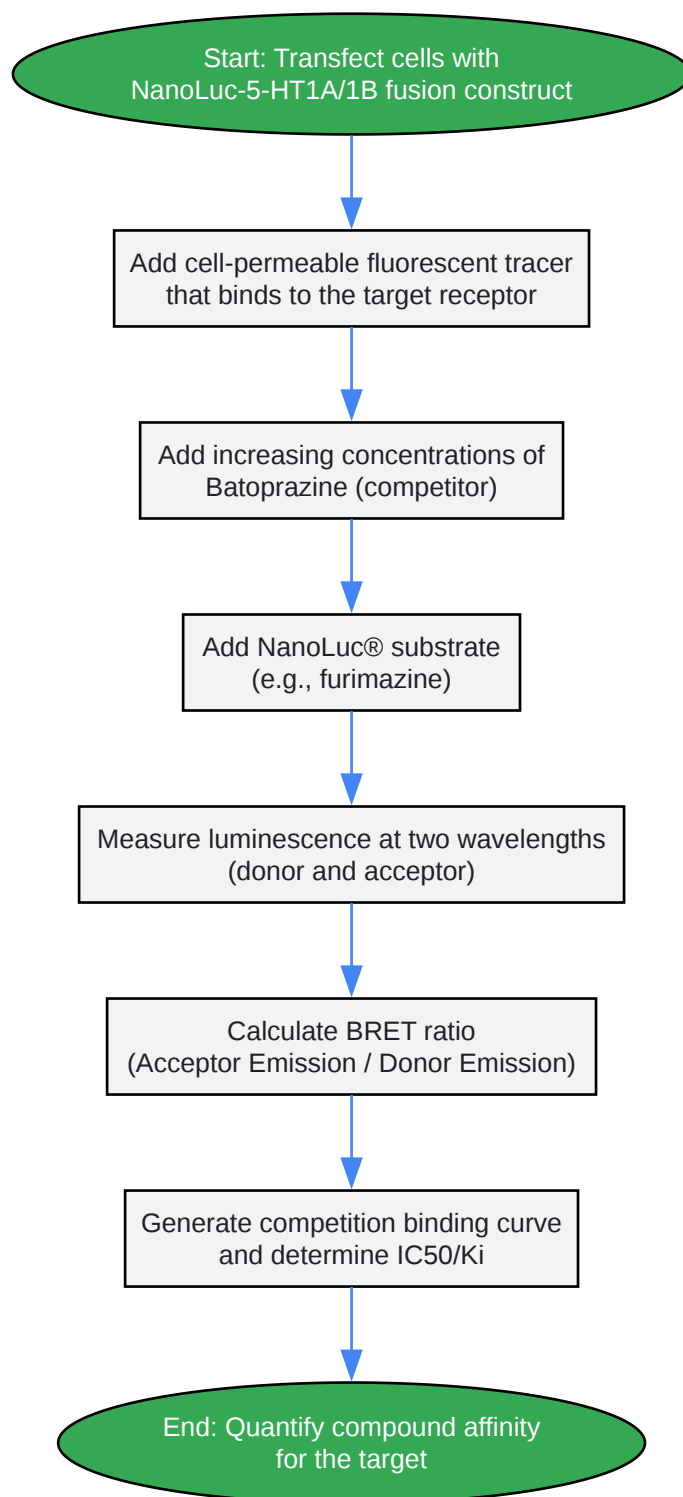 Start: Transfect cells with
NanoLuc-5-HT1A/1B fusion construct
Add cell-permeable fluorescent tracer
that binds to the target receptor
Add increasing concentrations of
Batoprazine (competitor)
Add NanoLuc® substrate
(e.g., furimazine)
Measure luminescence at two wavelengths
(donor and acceptor)
Calculate BRET ratio
(Acceptor Emission / Donor Emission)
Generate competition binding curve
and determine IC50/Ki
End: Quantify compound affinity
for the target